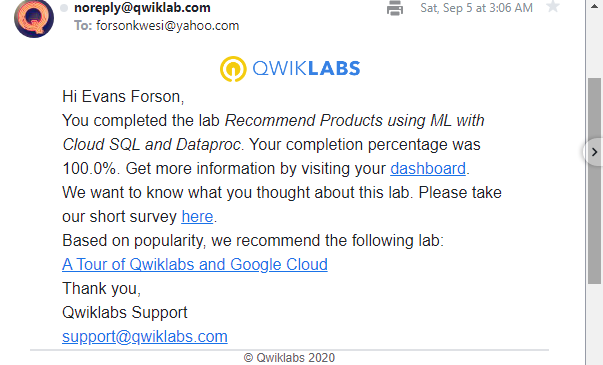 noreply@qwiklab.com
Sat, Sep 5 at 3:06 AM
To: forsonkwesi@yahoo.com
QWIKLABS
Hi Evans Forson,
You completed the lab Recommend Products using ML with
Cloud SQL and Dataproc. Your completion percentage was
100.0%. Get more information by visiting your dashboard.
We want to know what you thought about this lab. Please take
our short survey here.
Based on popularity, we recommend the following lab:
A Tour of Qwiklabs and Google Cloud
Thank you,
Qwiklabs Support
support@qwiklabs.com
© Qwiklabs 2020